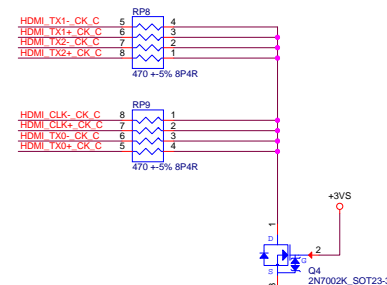 RP8
HDMI_TX1-_CK_C 5 4
HDMI_TX1+_CK_C 6 3
HDMI_TX2-_CK_C 7 2
HDMI_TX2+_CK_C 8 1
470 +-5% 8P4R
RP9
HDMI_CLK-_CK_C 8 1
HDMI_CLK+_CK_C 7 2
HDMI_TX0-_CK_C 6 3
HDMI_TX0+_CK_C 5 4
470 +-5% 8P4R
+3VS
1
D
2
G
S
Q4
2N7002K_SOT23-3